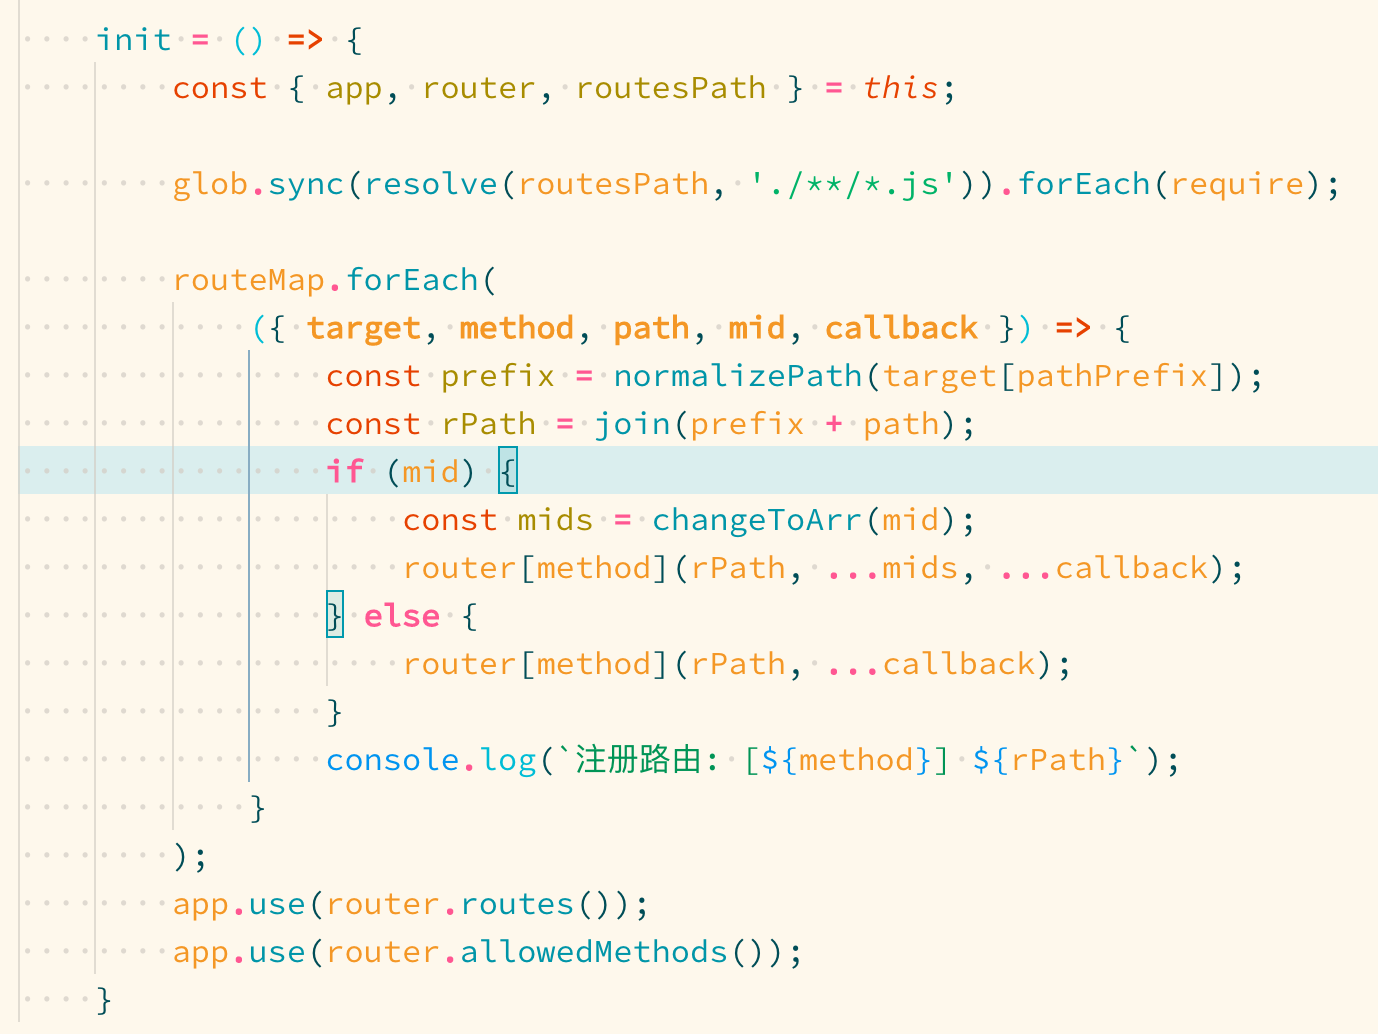 init = () => {
const { app, router, routesPath } = this;
glob.sync(resolve(routesPath, './**/*.js')).forEach(require);
routeMap.forEach(
({ target, method, path, mid, callback }) => {
const prefix = normalizePath(target[pathPrefix]);
const rPath = join(prefix + path);
if (mid) {
const mids = changeToArr(mid);
router[method](rPath, ...mids, ...callback);
} else {
router[method](rPath, ...callback);
}
console.log(`注册路由: [${method}] ${rPath}`);
}
);
app.use(router.routes());
app.use(router.allowedMethods());
}